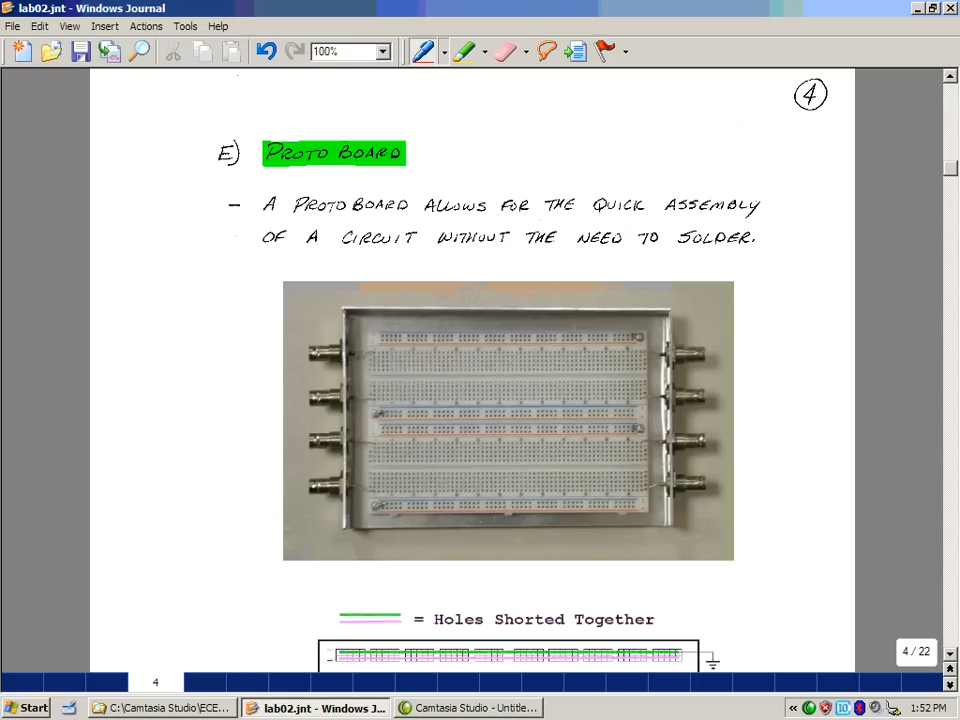 lab02.jnt - Windows Journal
File Edit View Insert Actions Tools Help
100%
4
E) PROTO BOARD
- A PROTOBOARD ALLOWS FOR THE QUICK ASSEMBLY
OF A CIRCUIT WITHOUT THE NEED TO SOLDER.
= Holes Shorted Together
4 / 22
4
Start
C:\Camtasia Studio\ECE...
lab02.jnt - Windows J...
Camtasia Studio - Untitle...
1:52 PM